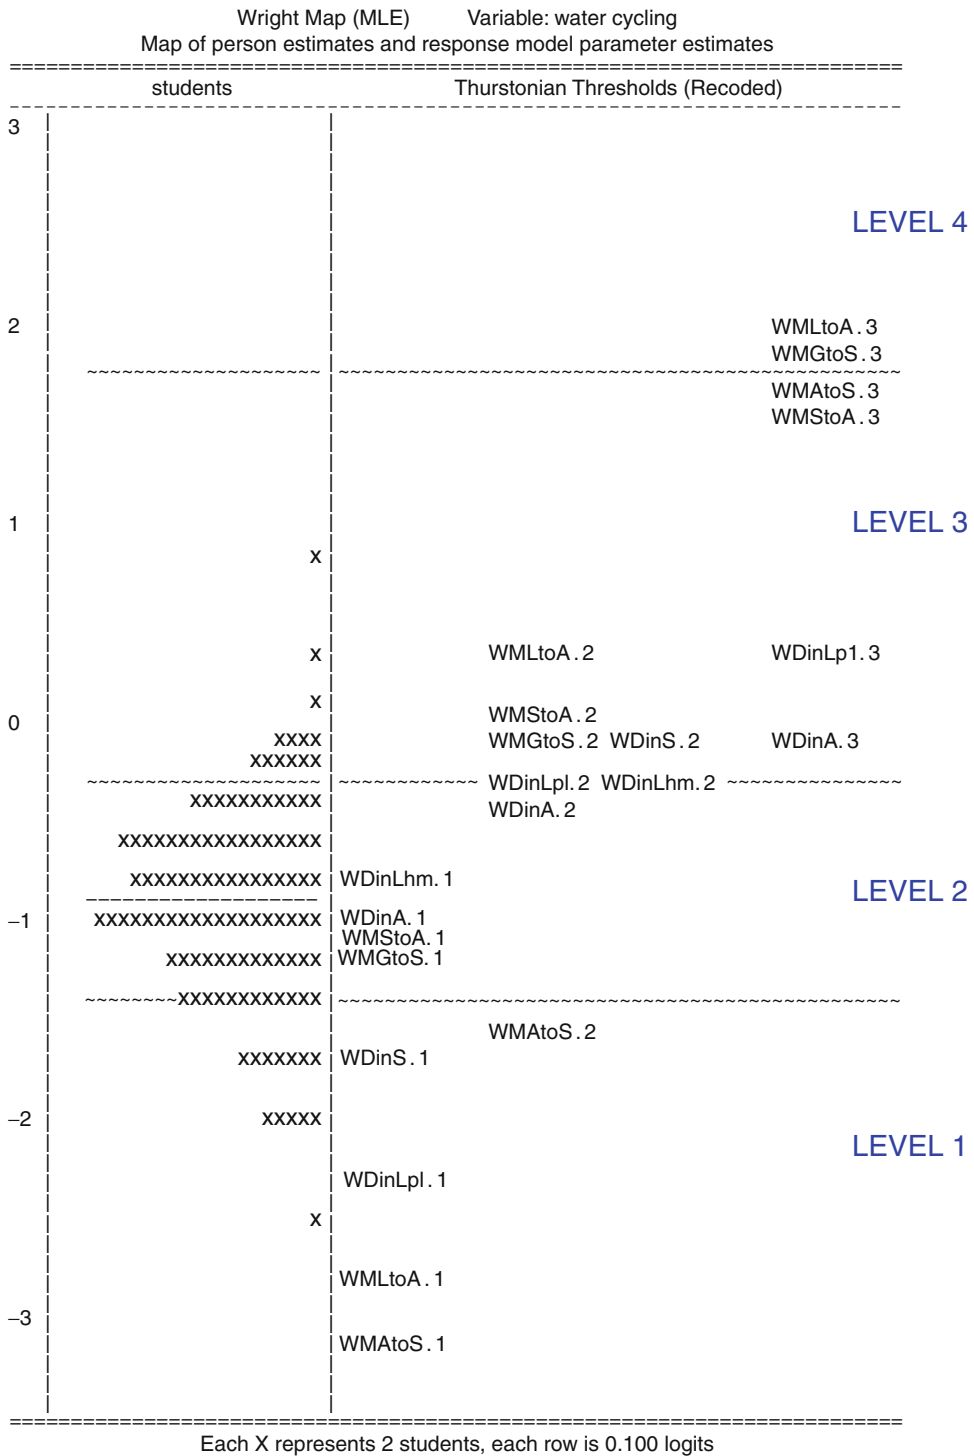 Wright Map (MLE) Variable: water cycling
Map of person estimates and response model parameter estimates
students Thurstonian Thresholds (Recoded)
3
LEVEL 4
2 WMLtoA.3
WMGtoS.3
WMAtoS.3
WMStoA.3
1 LEVEL 3
X
X WMLtoA.2 WDinLp1.3
X
WMStoA.2
0
XXXX WMGtoS.2 WDinS.2 WDinA.3
XXXXXX
WDinLpl.2 WDinLhm.2
XXXXXXXXXXX
WDinA.2
XXXXXXXXXXXXXXXXX
XXXXXXXXXXXXXXXX WDinLhm.1
LEVEL 2
−1 XXXXXXXXXXXXXXXXXXX WDinA.1
WMStoA.1
XXXXXXXXXXXXX WMGtoS.1
XXXXXXXXXXXX
WMAtoS.2
XXXXXXX WDinS.1
−2 XXXXX
LEVEL 1
WDinLpl.1
X
WMLtoA.1
−3
WMAtoS.1
Each X represents 2 students, each row is 0.100 logits